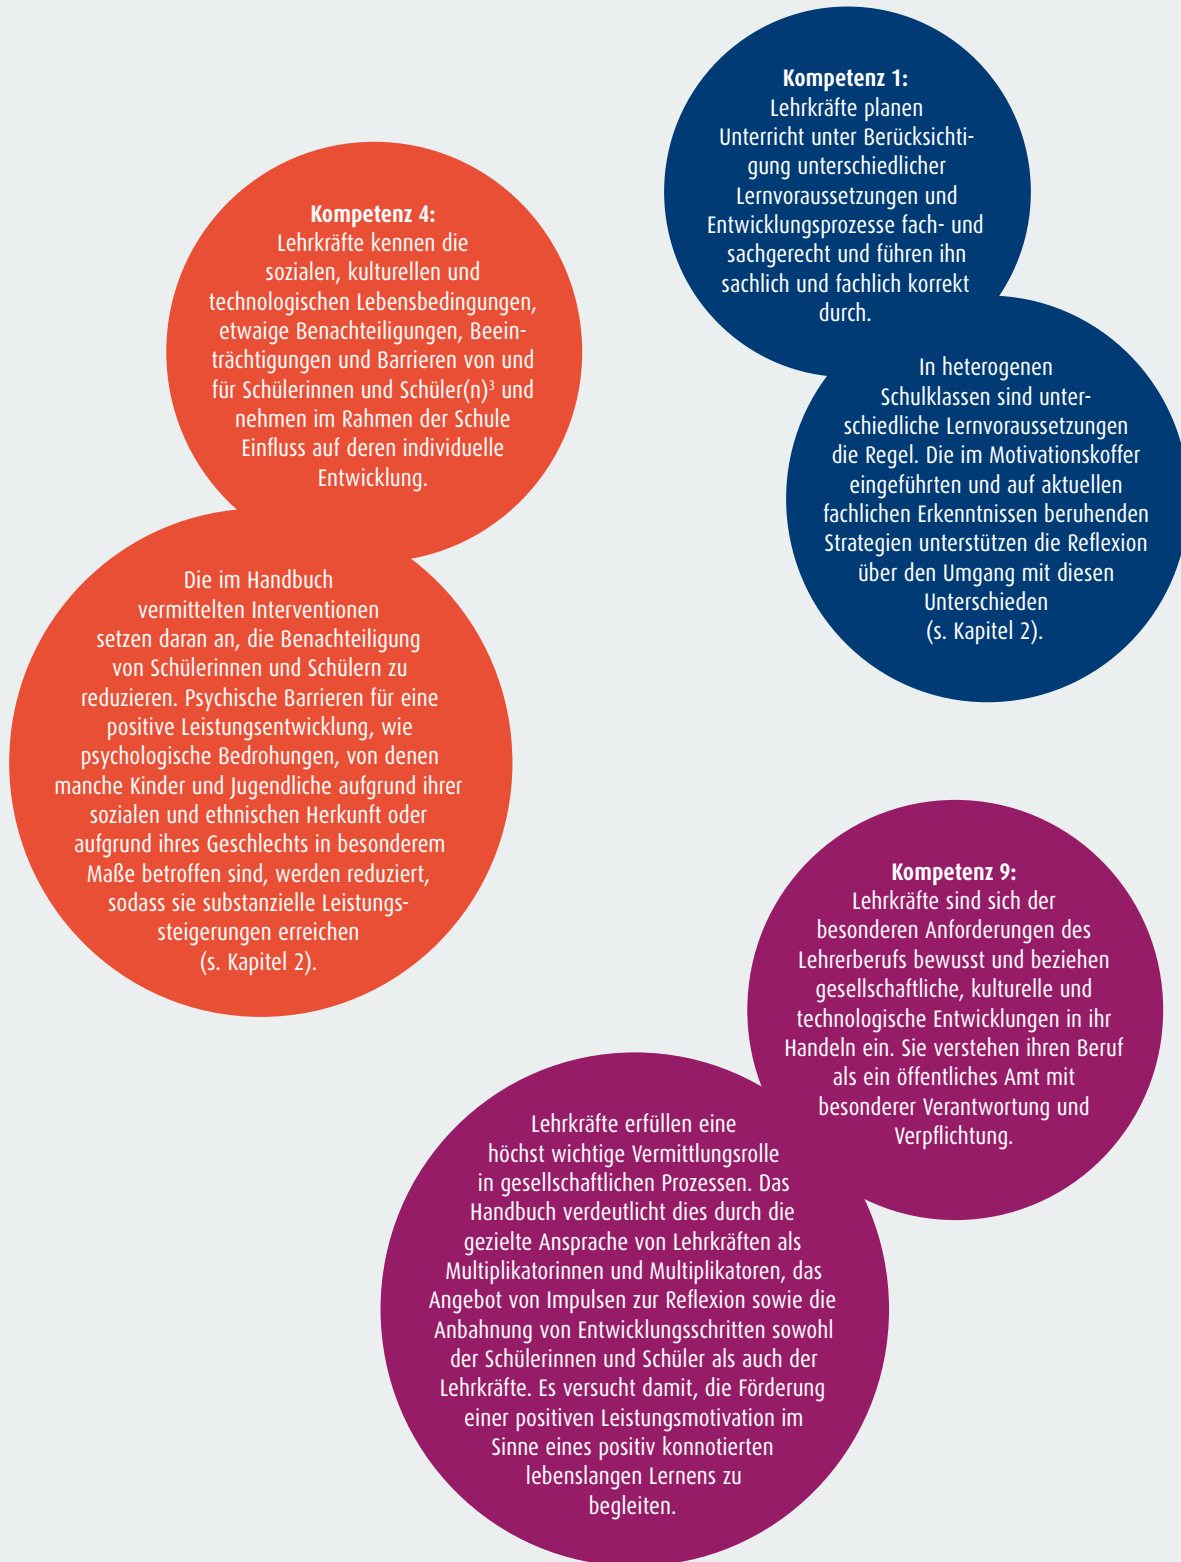 Kompetenz 1:
Lehrkräfte planen
Unterricht unter Berücksichti-
gung unterschiedlicher
Lernvoraussetzungen und
Entwicklungsprozesse fach- und
sachgerecht und führen ihn
sachlich und fachlich korrekt
durch.
In heterogenen
Schulklassen sind unter-
schiedliche Lernvoraussetzungen
die Regel. Die im Motivationskoffer
eingeführten und auf aktuellen
fachlichen Erkenntnissen beruhenden
Strategien unterstützen die Reflexion
über den Umgang mit diesen
Unterschieden
(s. Kapitel 2).
Kompetenz 4:
Lehrkräfte kennen die
sozialen, kulturellen und
technologischen Lebensbedingungen,
etwaige Benachteiligungen, Beein-
trächtigungen und Barrieren von und
für Schülerinnen und Schüler(n)³ und
nehmen im Rahmen der Schule
Einfluss auf deren individuelle
Entwicklung.
Die im Handbuch
vermittelten Interventionen
setzen daran an, die Benachteiligung
von Schülerinnen und Schülern zu
reduzieren. Psychische Barrieren für eine
positive Leistungsentwicklung, wie
psychologische Bedrohungen, von denen
manche Kinder und Jugendliche aufgrund ihrer
sozialen und ethnischen Herkunft oder
aufgrund ihres Geschlechts in besonderem
Maße betroffen sind, werden reduziert,
sodass sie substanzielle Leistungs-
steigerungen erreichen
(s. Kapitel 2).
Kompetenz 9:
Lehrkräfte sind sich der
besonderen Anforderungen des
Lehrerberufs bewusst und beziehen
gesellschaftliche, kulturelle und
technologische Entwicklungen in ihr
Handeln ein. Sie verstehen ihren Beruf
als ein öffentliches Amt mit
besonderer Verantwortung und
Verpflichtung.
Lehrkräfte erfüllen eine
höchst wichtige Vermittlungsrolle
in gesellschaftlichen Prozessen. Das
Handbuch verdeutlicht dies durch die
gezielte Ansprache von Lehrkräften als
Multiplikatorinnen und Multiplikatoren, das
Angebot von Impulsen zur Reflexion sowie die
Anbahnung von Entwicklungsschritten sowohl
der Schülerinnen und Schüler als auch der
Lehrkräfte. Es versucht damit, die Förderung
einer positiven Leistungsmotivation im
Sinne eines positiv konnotierten
lebenslangen Lernens zu
begleiten.